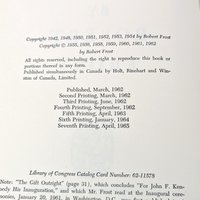 Copyright 1942, 1949, 1950, 1951, 1952, 1953, 1954 by Robert Frost
Copyright © 1955, 1956, 1958, 1959, 1960, 1961, 1962
by Robert Frost
All rights reserved, including the right to reproduce this book or
portions thereof in any form.
Published simultaneously in Canada by Holt, Rinehart and Win-
ston of Canada, Limited.
Published, March, 1962
Second Printing, March, 1962
Third Printing, June, 1962
Fourth Printing, September, 1962
Fifth Printing, April, 1963
Sixth Printing, January, 1964
Seventh Printing, April, 1965
Library of Congress Catalog Card Number: 62-11578
Note: "The Gift Outright" (page 31), which concludes "For John F. Ken-
nedy His Inauguration," and which Mr. Frost read at the Inaugural
ceremonies, January 20, 1961, in Washington, D.C.,